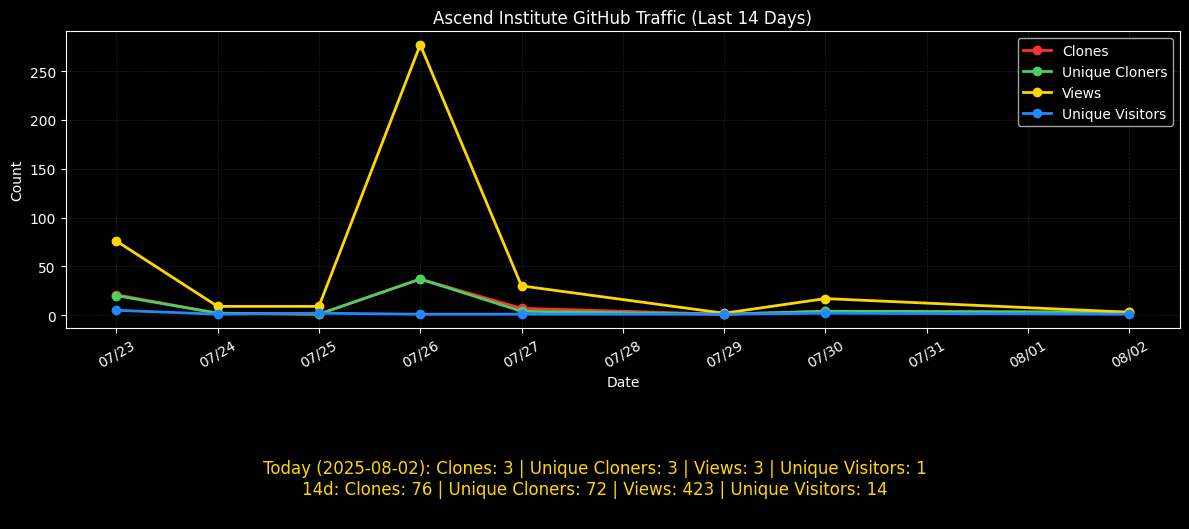 Ascend Institute GitHub Traffic (Last 14 Days)
Clones
Unique Cloners
Views
Unique Visitors
Count
250
200
150
100
50
0
07/23
07/24
07/25
07/26
07/27
07/28
07/29
07/30
07/31
08/01
08/02
Date
Today (2025-08-02): Clones: 3 | Unique Cloners: 3 | Views: 3 | Unique Visitors: 1
14d: Clones: 76 | Unique Cloners: 72 | Views: 423 | Unique Visitors: 14